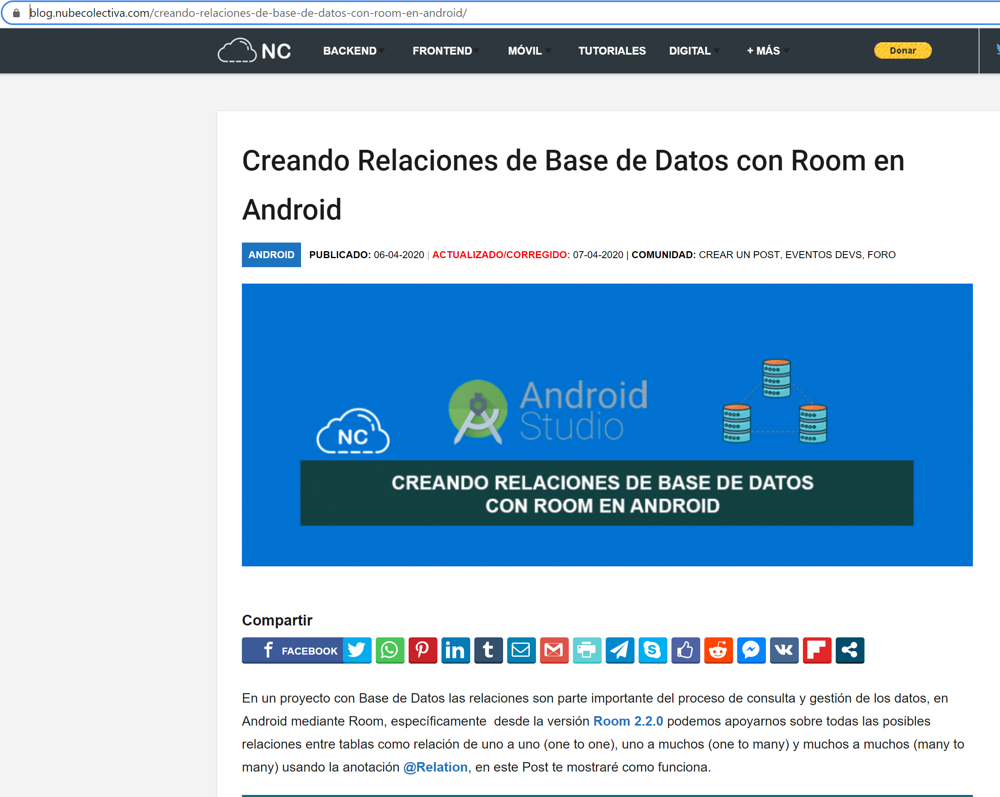 blog.nubecolectiva.com/creando-relaciones-de-base-de-datos-con-room-en-android/
NC BACKEND FRONTEND MÓVIL TUTORIALES DIGITAL + MÁS Donar
Creando Relaciones de Base de Datos con Room en
Android
ANDROID PUBLICADO: 06-04-2020 | ACTUALIZADO/CORREGIDO: 07-04-2020 | COMUNIDAD: CREAR UN POST, EVENTOS DEVS, FORO
Android
Studio
NC
CREANDO RELACIONES DE BASE DE DATOS
CON ROOM EN ANDROID
Compartir
FACEBOOK
En un proyecto con Base de Datos las relaciones son parte importante del proceso de consulta y gestión de los datos, en
Android mediante Room, específicamente desde la versión Room 2.2.0 podemos apoyarnos sobre todas las posibles
relaciones entre tablas como relación de uno a uno (one to one), uno a muchos (one to many) y muchos a muchos (many to
many) usando la anotación @Relation, en este Post te mostraré como funciona.